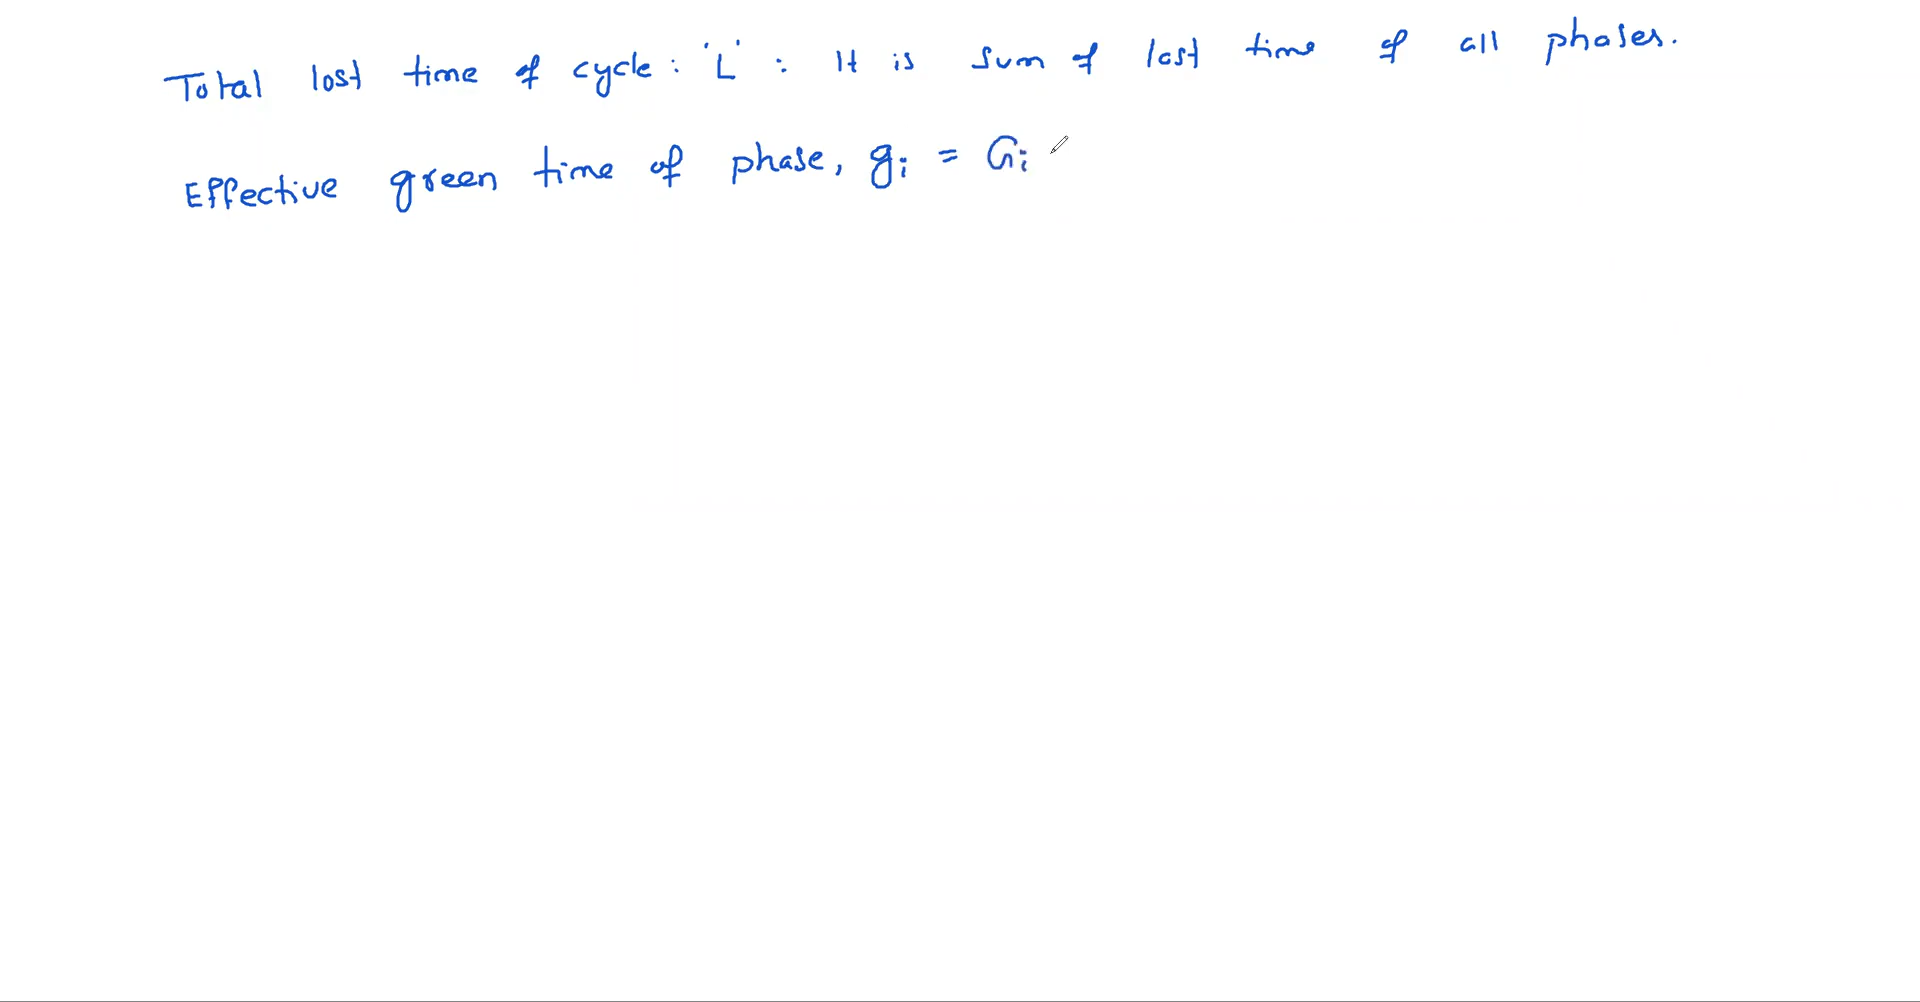 Total lost time of cycle : 'L' : It is sum of lost time of all phases.
Effective green time of phase, gi = Gi